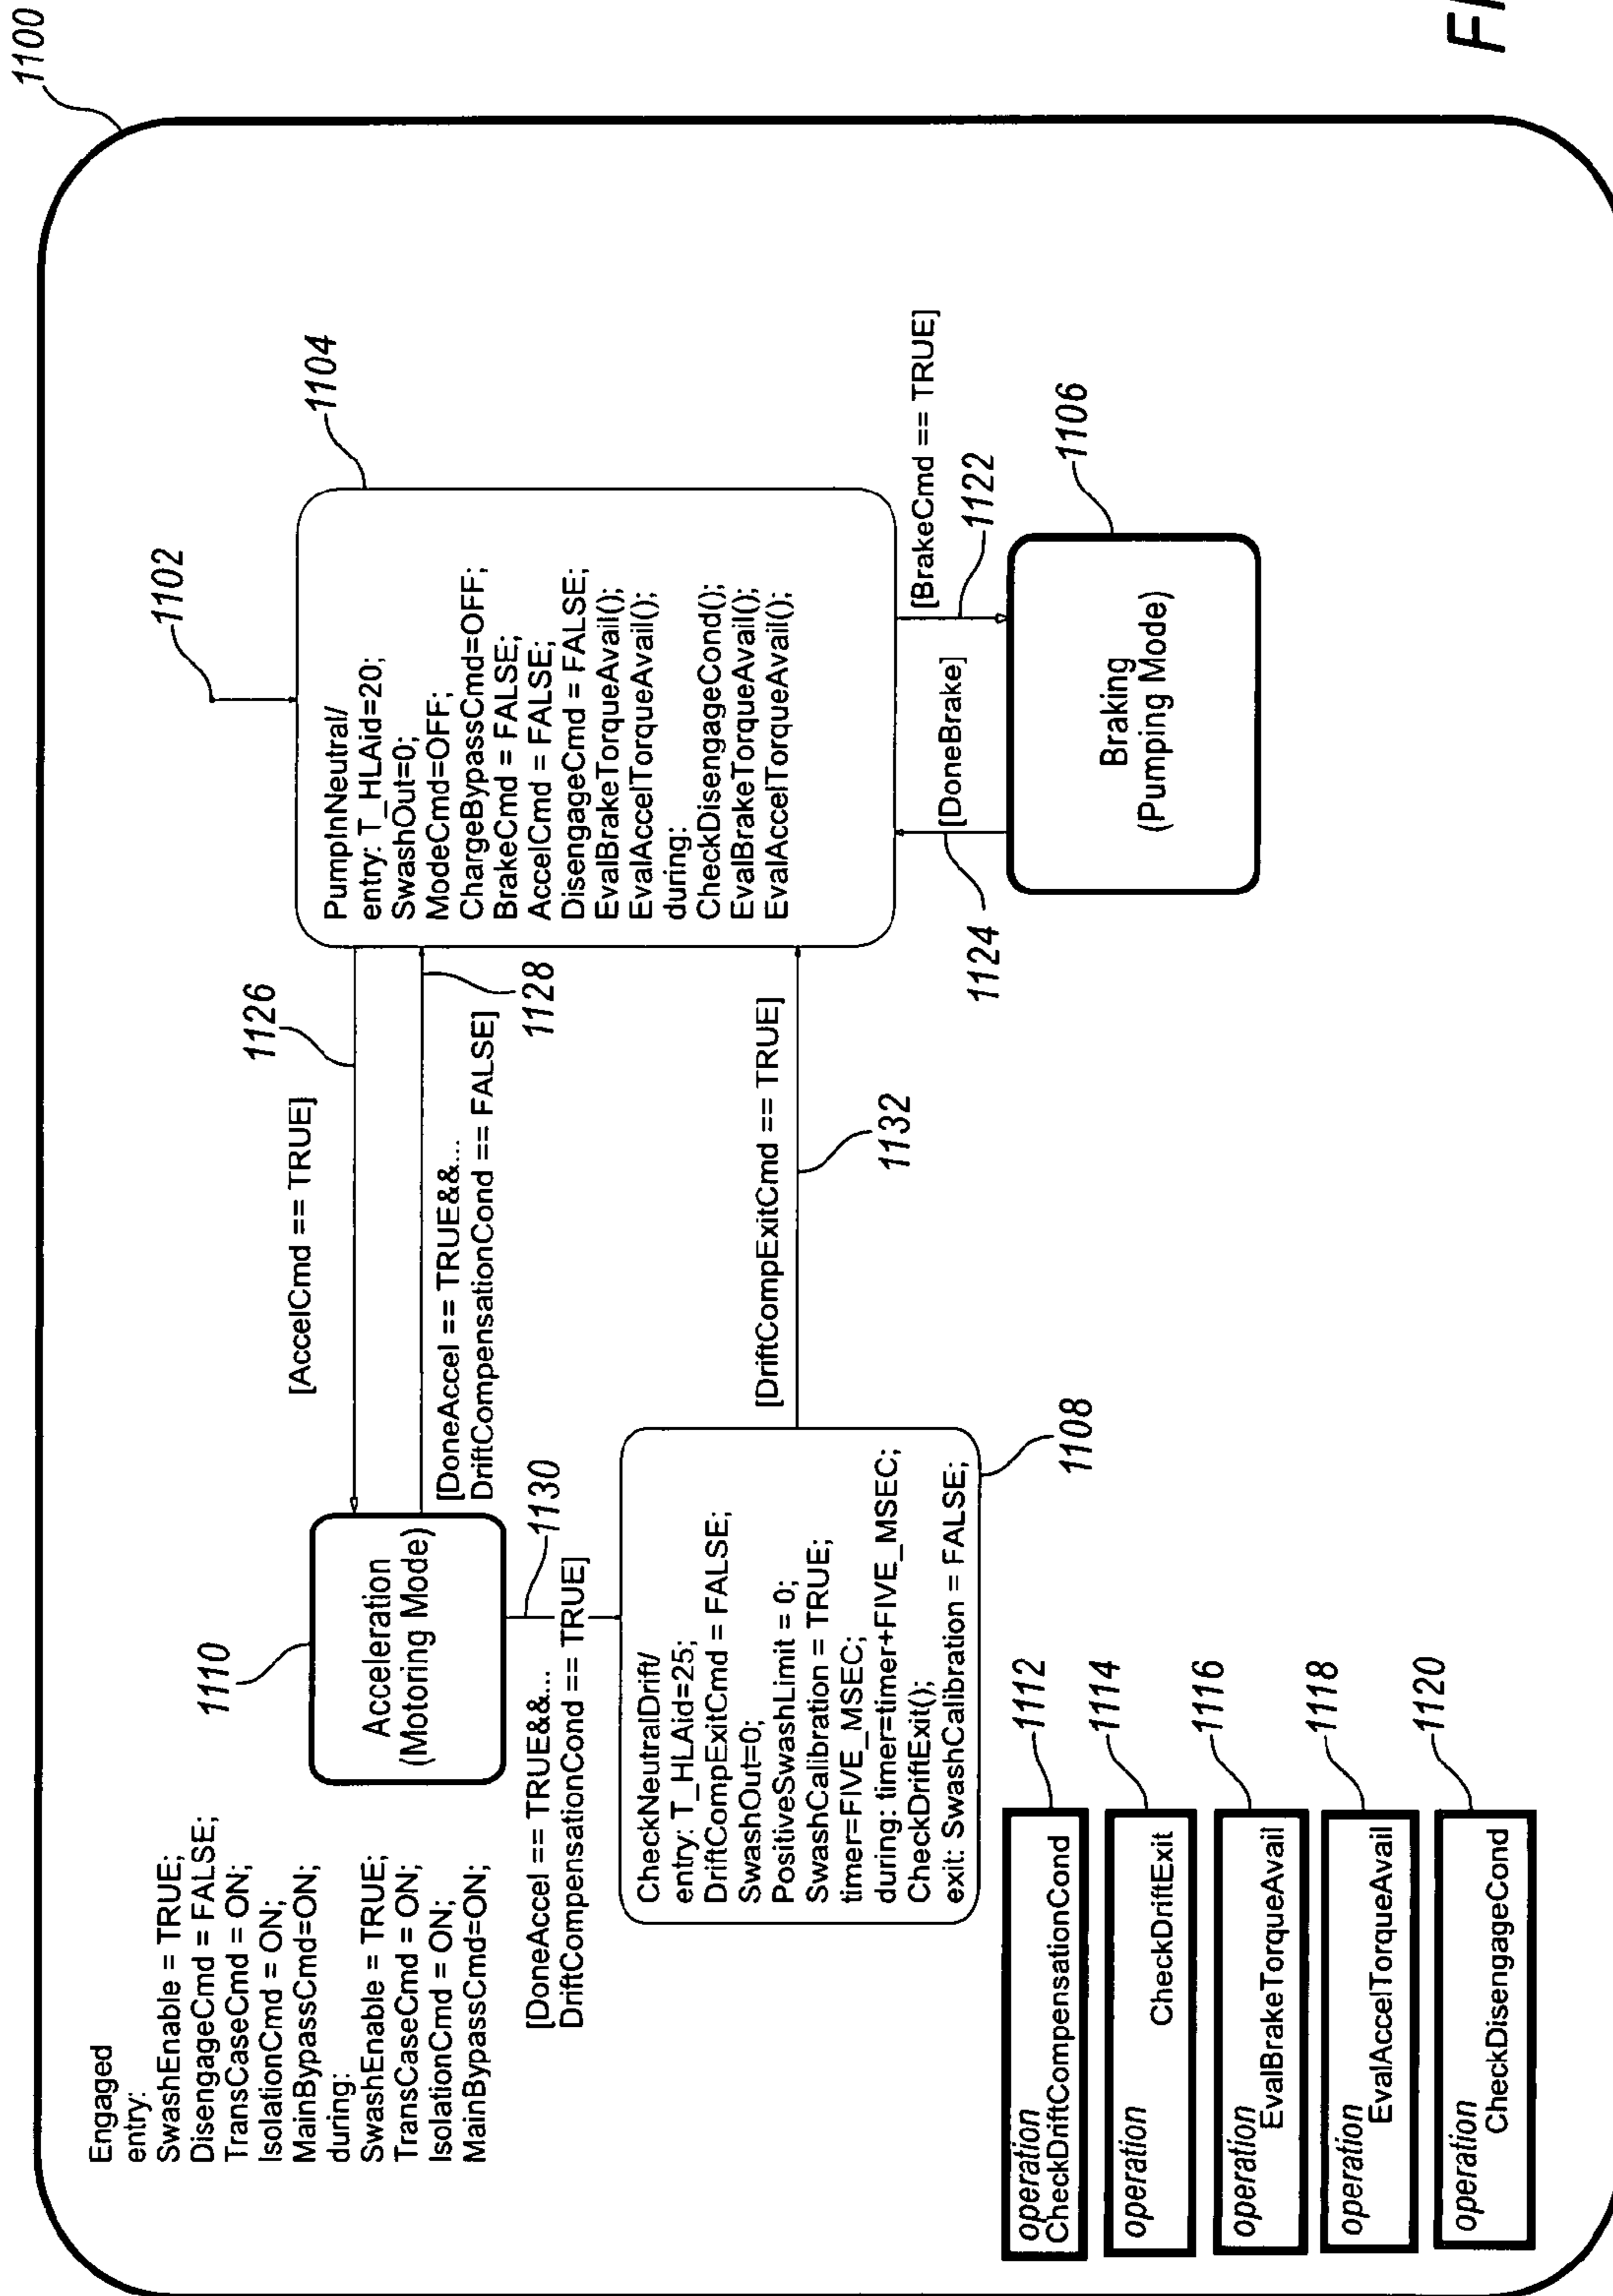 1100
Engaged
entry:
SwashEnable = TRUE;
DisengageCmd = FALSE;
TransCaseCmd = ON;
IsolationCmd = ON;
MainBypassCmd=ON;
during:
SwashEnable = TRUE;
TransCaseCmd = ON;
IsolationCmd = ON;
MainBypassCmd=ON;
1110
Acceleration
(Motoring Mode)
[AccelCmd == TRUE]
1126
[DoneAccel == TRUE&&...
DriftCompensationCond == FALSE]
1128
1102
1104
PumpInNeutral/
entry: T_HLAid=20;
SwashOut=0;
ModeCmd=OFF;
ChargeBypassCmd=OFF;
BrakeCmd = FALSE;
AccelCmd = FALSE;
DisengageCmd = FALSE;
EvalBrakeTorqueAvail();
EvalAccelTorqueAvail();
during:
CheckDisengageCond();
EvalBrakeTorqueAvail();
EvalAccelTorqueAvail();
[DoneAccel == TRUE&&...
DriftCompensationCond == TRUE]
1130
CheckNeutralDrift/
entry: T_HLAid=25;
DriftCompExitCmd = FALSE;
SwashOut=0;
PositiveSwashLimit = 0;
SwashCalibration = TRUE;
timer=FIVE_MSEC;
during: timer=timer+FIVE_MSEC;
CheckDriftExit();
exit: SwashCalibration = FALSE;
1108
[DriftCompExitCmd == TRUE]
1132
[DoneBrake]
1124
[BrakeCmd == TRUE]
1122
Braking
(Pumping Mode)
1106
operation
CheckDriftCompensationCond
1112
operation
CheckDriftExit
1114
operation
EvalBrakeTorqueAvail
1116
operation
EvalAccelTorqueAvail
1118
operation
CheckDisengageCond
1120